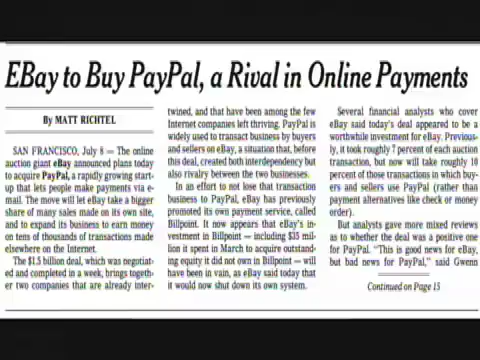 EBay to Buy PayPal, a Rival in Online Payments
By MATT RICHTEL
SAN FRANCISCO, July 8 — The online
auction giant eBay announced plans today
to acquire PayPal, a rapidly growing start-
up that lets people make payments via e-
mail. The move will let eBay take a bigger
share of many sales made on its own site,
and to expand its business to earn money
on tens of thousands of transactions made
elsewhere on the Internet.
The $1.5 billion deal, which was negotiat-
ed and completed in a week, brings togeth-
er two companies that are already inter-
twined, and that have been among the few
Internet companies left thriving. PayPal is
widely used to transact business by buyers
and sellers on eBay, a situation that, before
this deal, created both interdependency but
also rivalry between the two businesses.
In an effort to not lose that transaction
business to PayPal, eBay has previously
promoted its own payment service, called
Billpoint. It now appears that eBay's in-
vestment in Billpoint — including $35 mil-
lion it spent in March to acquire outstand-
ing equity it did not own in Billpoint — will
have been in vain, as eBay said today that
it would now shut down its own system.
Several financial analysts who cover
eBay said today's deal appeared to be a
worthwhile investment for eBay. Previous-
ly, it took roughly 7 percent of each auction
transaction, but now will take roughly 10
percent of those transactions in which buy-
ers and sellers use PayPal (rather than
payment alternatives like check or money
order).
But analysts gave more mixed reviews
as to whether the deal was a positive one
for PayPal. "This is good news for eBay,
but bad news for PayPal," said Gwenn
Continued on Page 15